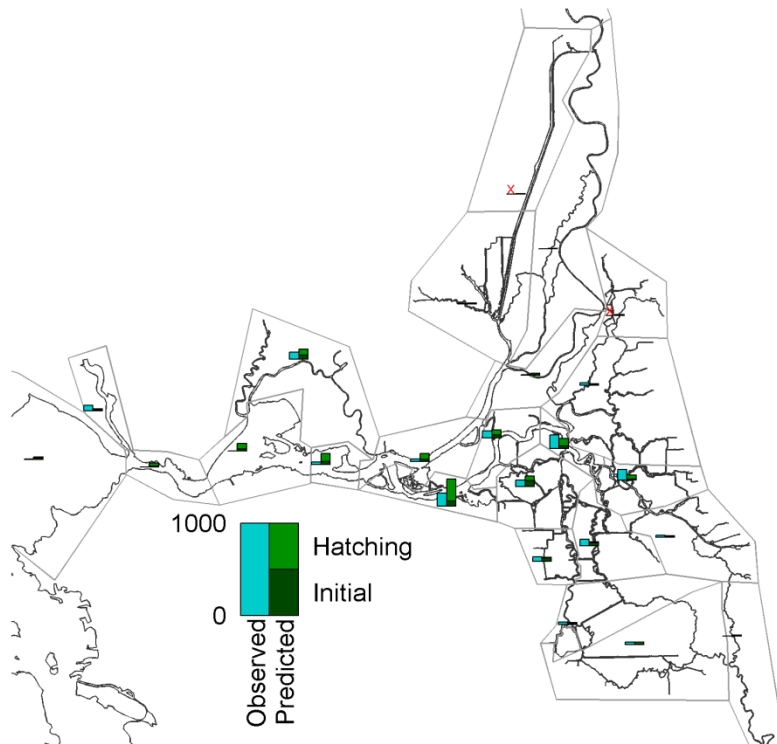 X
X
1000
Hatching
Initial
0
Observed
Predicted